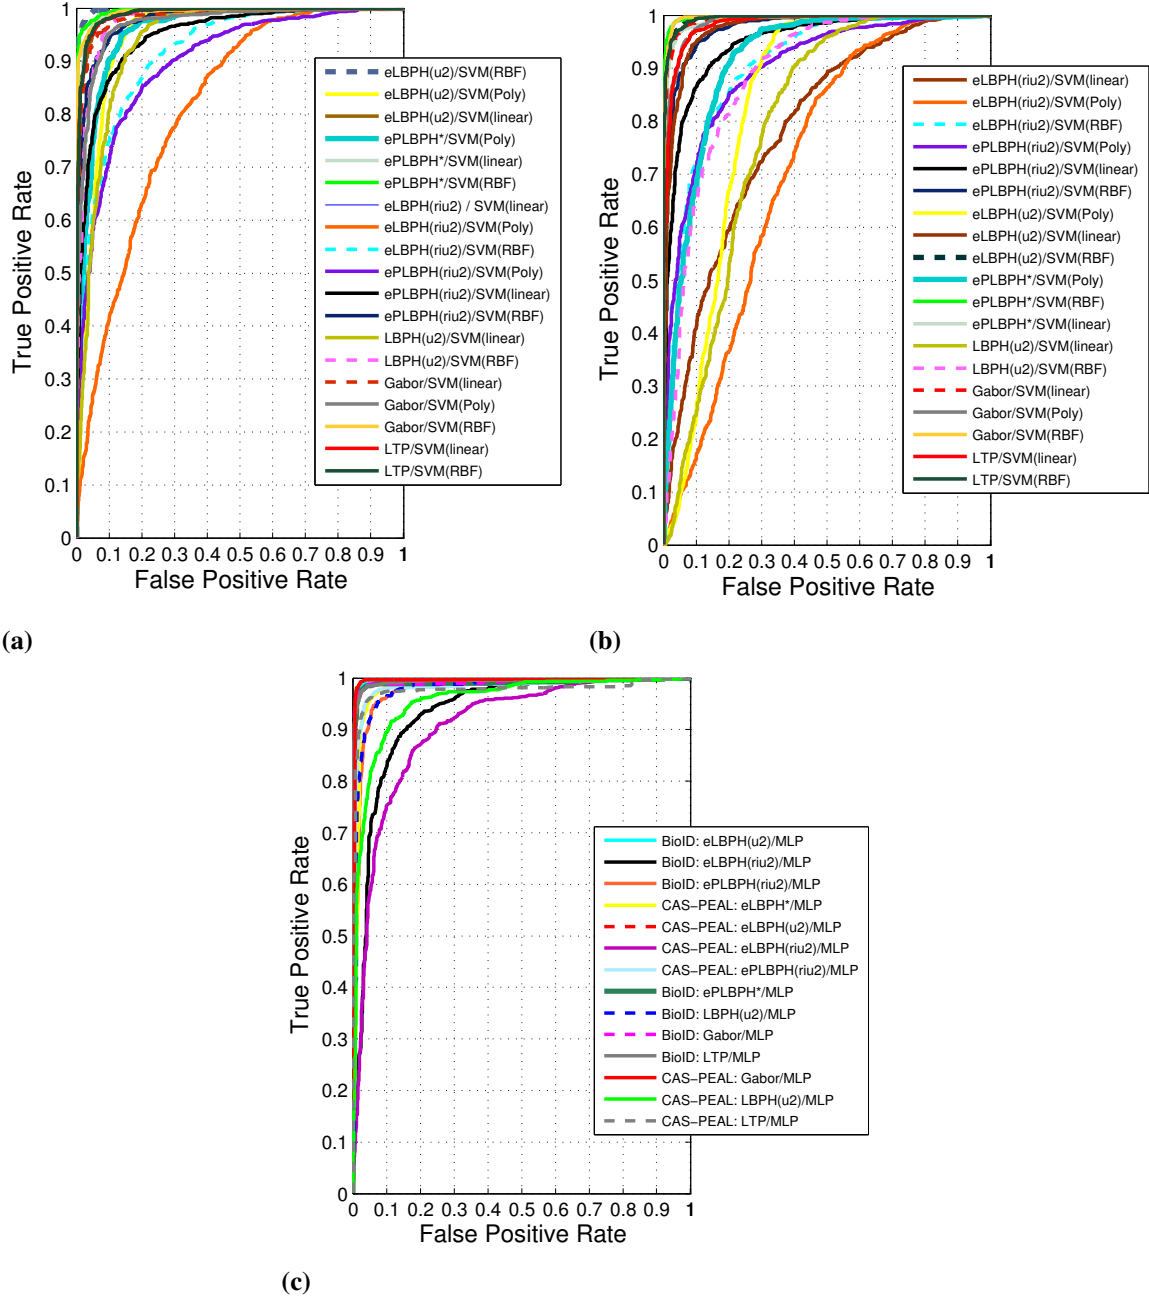 1
0.9
0.8
0.7
0.6
0.5
0.4
0.3
0.2
0.1
0
True Positive Rate
0 0.1 0.2 0.3 0.4 0.5 0.6 0.7 0.8 0.9 1
False Positive Rate
eLBPH(u2)/SVM(RBF)
eLBPH(u2)/SVM(Poly)
eLBPH(u2)/SVM(linear)
ePLBPH*/SVM(Poly)
ePLBPH*/SVM(linear)
ePLBPH*/SVM(RBF)
eLBPH(riu2) / SVM(linear)
eLBPH(riu2)/SVM(Poly)
eLBPH(riu2)/SVM(RBF)
ePLBPH(riu2)/SVM(Poly)
ePLBPH(riu2)/SVM(linear)
ePLBPH(riu2)/SVM(RBF)
LBPH(u2)/SVM(linear)
LBPH(u2)/SVM(RBF)
Gabor/SVM(linear)
Gabor/SVM(Poly)
Gabor/SVM(RBF)
LTP/SVM(linear)
LTP/SVM(RBF)
(a)
1
0.9
0.8
0.7
0.6
0.5
0.4
0.3
0.2
0.1
0
True Positive Rate
0 0.1 0.2 0.3 0.4 0.5 0.6 0.7 0.8 0.9 1
False Positive Rate
eLBPH(riu2)/SVM(linear)
eLBPH(riu2)/SVM(Poly)
eLBPH(riu2)/SVM(RBF)
ePLBPH(riu2)/SVM(Poly)
ePLBPH(riu2)/SVM(linear)
ePLBPH(riu2)/SVM(RBF)
eLBPH(u2)/SVM(Poly)
eLBPH(u2)/SVM(linear)
eLBPH(u2)/SVM(RBF)
ePLBPH*/SVM(Poly)
ePLBPH*/SVM(RBF)
ePLBPH*/SVM(linear)
LBPH(u2)/SVM(linear)
LBPH(u2)/SVM(RBF)
Gabor/SVM(linear)
Gabor/SVM(Poly)
Gabor/SVM(RBF)
LTP/SVM(linear)
LTP/SVM(RBF)
(b)
1
0.9
0.8
0.7
0.6
0.5
0.4
0.3
0.2
0.1
0
True Positive Rate
0 0.1 0.2 0.3 0.4 0.5 0.6 0.7 0.8 0.9 1
False Positive Rate
BioID: eLBPH(u2)/MLP
BioID: eLBPH(riu2)/MLP
BioID: ePLBPH(riu2)/MLP
CAS−PEAL: eLBPH*/MLP
CAS−PEAL: eLBPH(u2)/MLP
CAS−PEAL: eLBPH(riu2)/MLP
CAS−PEAL: ePLBPH(riu2)/MLP
BioID: ePLBPH*/MLP
BioID: LBPH(u2)/MLP
BioID: Gabor/MLP
BioID: LTP/MLP
CAS−PEAL: Gabor/MLP
CAS−PEAL: LBPH(u2)/MLP
CAS−PEAL: LTP/MLP
(c)